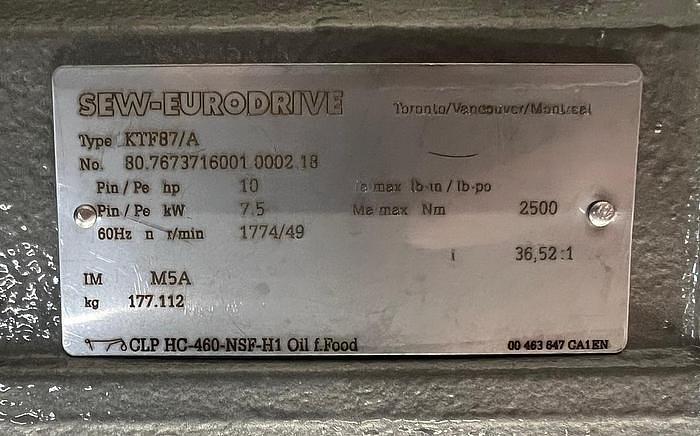 SEW-EURODRIVE Toronto/Vancouver/Montreal
Type KTF87/A
No. 80.7673716001.0002.18
Pin/Pe hp 10 Ma max lb-in / lb-po
Pin/Pe kW 7.5 Ma max Nm 2500
60Hz n r/min 1774/49
i 36,52:1
IM M5A
kg 177.112
CLP HC-460-NSF-H1 Oil f.Food 00 463 647 GA1EN